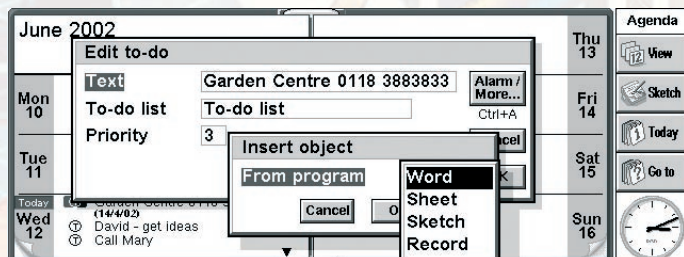 June 2002
Thu
13
Agenda
Edit to-do
View
Text
Garden Centre 0118 3883833
Alarm /
More...
Ctrl+A
Mon
10
To-do list
To-do list
Fri
14
Sketch
Priority
3
Insert object
Today
From program
Word
Tue
11
Sat
15
Sheet
Go to
Cancel
Sketch
Record
Today
Wed
12
(14/4/02)
David - get ideas
Call Mary
Sun
16